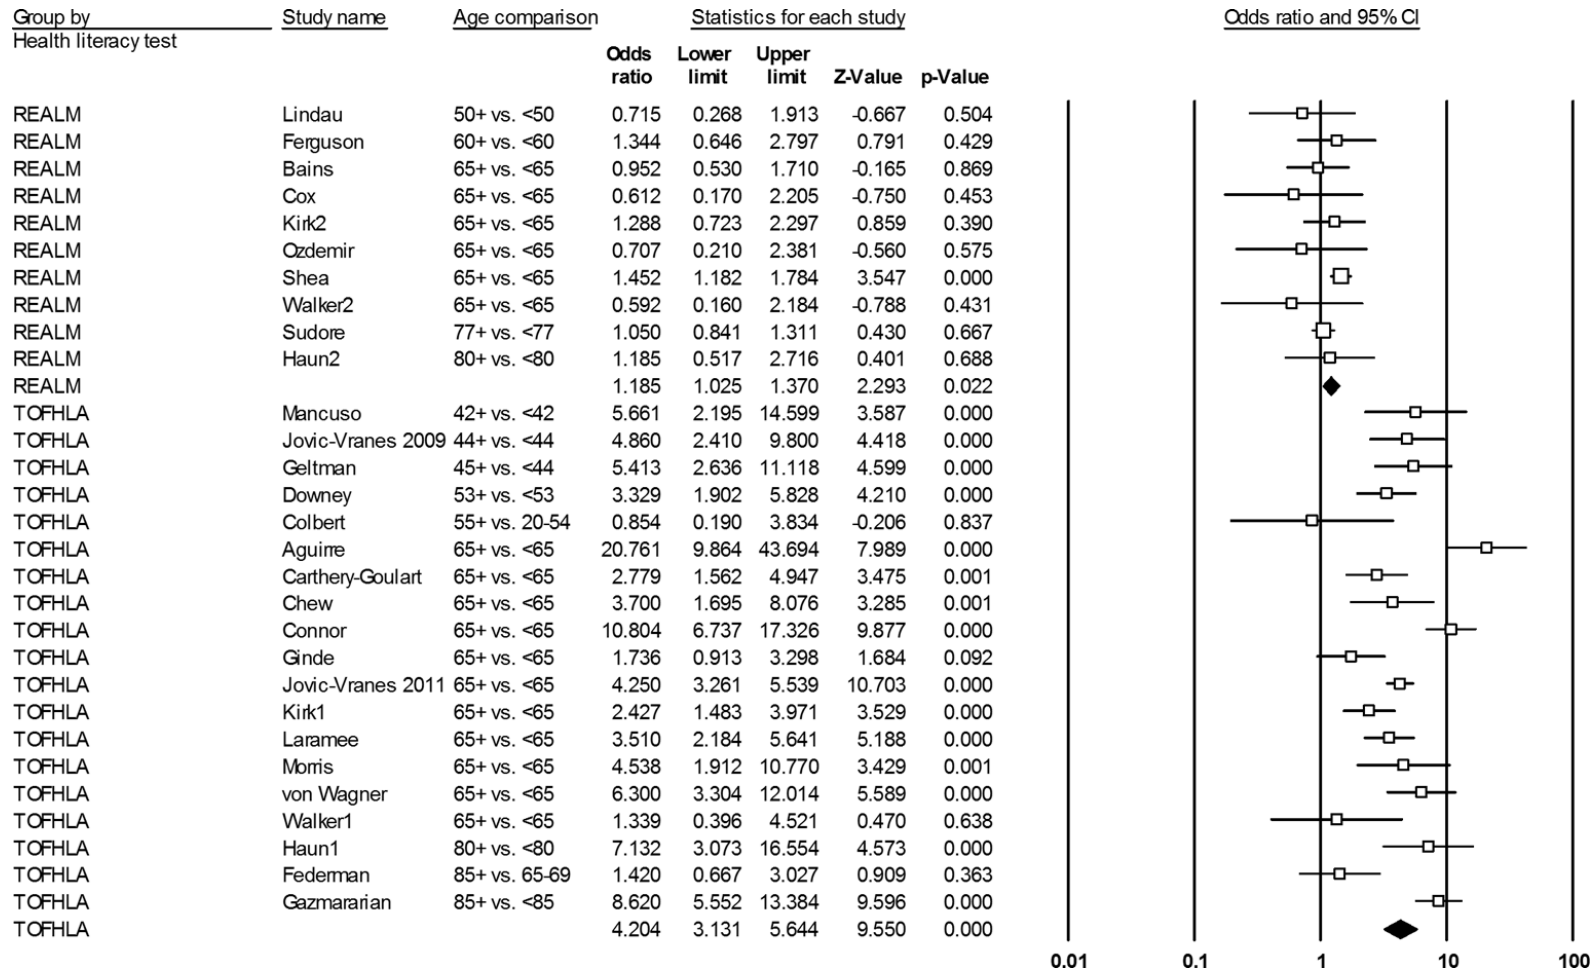 Group by Study name Age comparison Statistics for each study Odds ratio and 95% CI
Health literacy test
Odds Lower Upper
ratio limit limit Z-Value p-Value
REALM Lindau 50+ vs. <50 0.715 0.268 1.913 -0.667 0.504
REALM Ferguson 60+ vs. <60 1.344 0.646 2.797 0.791 0.429
REALM Bains 65+ vs. <65 0.952 0.530 1.710 -0.165 0.869
REALM Cox 65+ vs. <65 0.612 0.170 2.205 -0.750 0.453
REALM Kirk2 65+ vs. <65 1.288 0.723 2.297 0.859 0.390
REALM Ozdemir 65+ vs. <65 0.707 0.210 2.381 -0.560 0.575
REALM Shea 65+ vs. <65 1.452 1.182 1.784 3.547 0.000
REALM Walker2 65+ vs. <65 0.592 0.160 2.184 -0.788 0.431
REALM Sudore 77+ vs. <77 1.050 0.841 1.311 0.430 0.667
REALM Haun2 80+ vs. <80 1.185 0.517 2.716 0.401 0.688
REALM 1.185 1.025 1.370 2.293 0.022
TOFHLA Mancuso 42+ vs. <42 5.661 2.195 14.599 3.587 0.000
TOFHLA Jovic-Vranes 2009 44+ vs. <44 4.860 2.410 9.800 4.418 0.000
TOFHLA Geltman 45+ vs. <44 5.413 2.636 11.118 4.599 0.000
TOFHLA Downey 53+ vs. <53 3.329 1.902 5.828 4.210 0.000
TOFHLA Colbert 55+ vs. 20-54 0.854 0.190 3.834 -0.206 0.837
TOFHLA Aguirre 65+ vs. <65 20.761 9.864 43.694 7.989 0.000
TOFHLA Carthery-Goulart 65+ vs. <65 2.779 1.562 4.947 3.475 0.001
TOFHLA Chew 65+ vs. <65 3.700 1.695 8.076 3.285 0.001
TOFHLA Connor 65+ vs. <65 10.804 6.737 17.326 9.877 0.000
TOFHLA Ginde 65+ vs. <65 1.736 0.913 3.298 1.684 0.092
TOFHLA Jovic-Vranes 2011 65+ vs. <65 4.250 3.261 5.539 10.703 0.000
TOFHLA Kirk1 65+ vs. <65 2.427 1.483 3.971 3.529 0.000
TOFHLA Laramee 65+ vs. <65 3.510 2.184 5.641 5.188 0.000
TOFHLA Morris 65+ vs. <65 4.538 1.912 10.770 3.429 0.001
TOFHLA von Wagner 65+ vs. <65 6.300 3.304 12.014 5.589 0.000
TOFHLA Walker1 65+ vs. <65 1.339 0.396 4.521 0.470 0.638
TOFHLA Haun1 80+ vs. <80 7.132 3.073 16.554 4.573 0.000
TOFHLA Federman 85+ vs. 65-69 1.420 0.667 3.027 0.909 0.363
TOFHLA Gazmararian 85+ vs. <85 8.620 5.552 13.384 9.596 0.000
TOFHLA 4.204 3.131 5.644 9.550 0.000
0.01 0.1 1 10 100